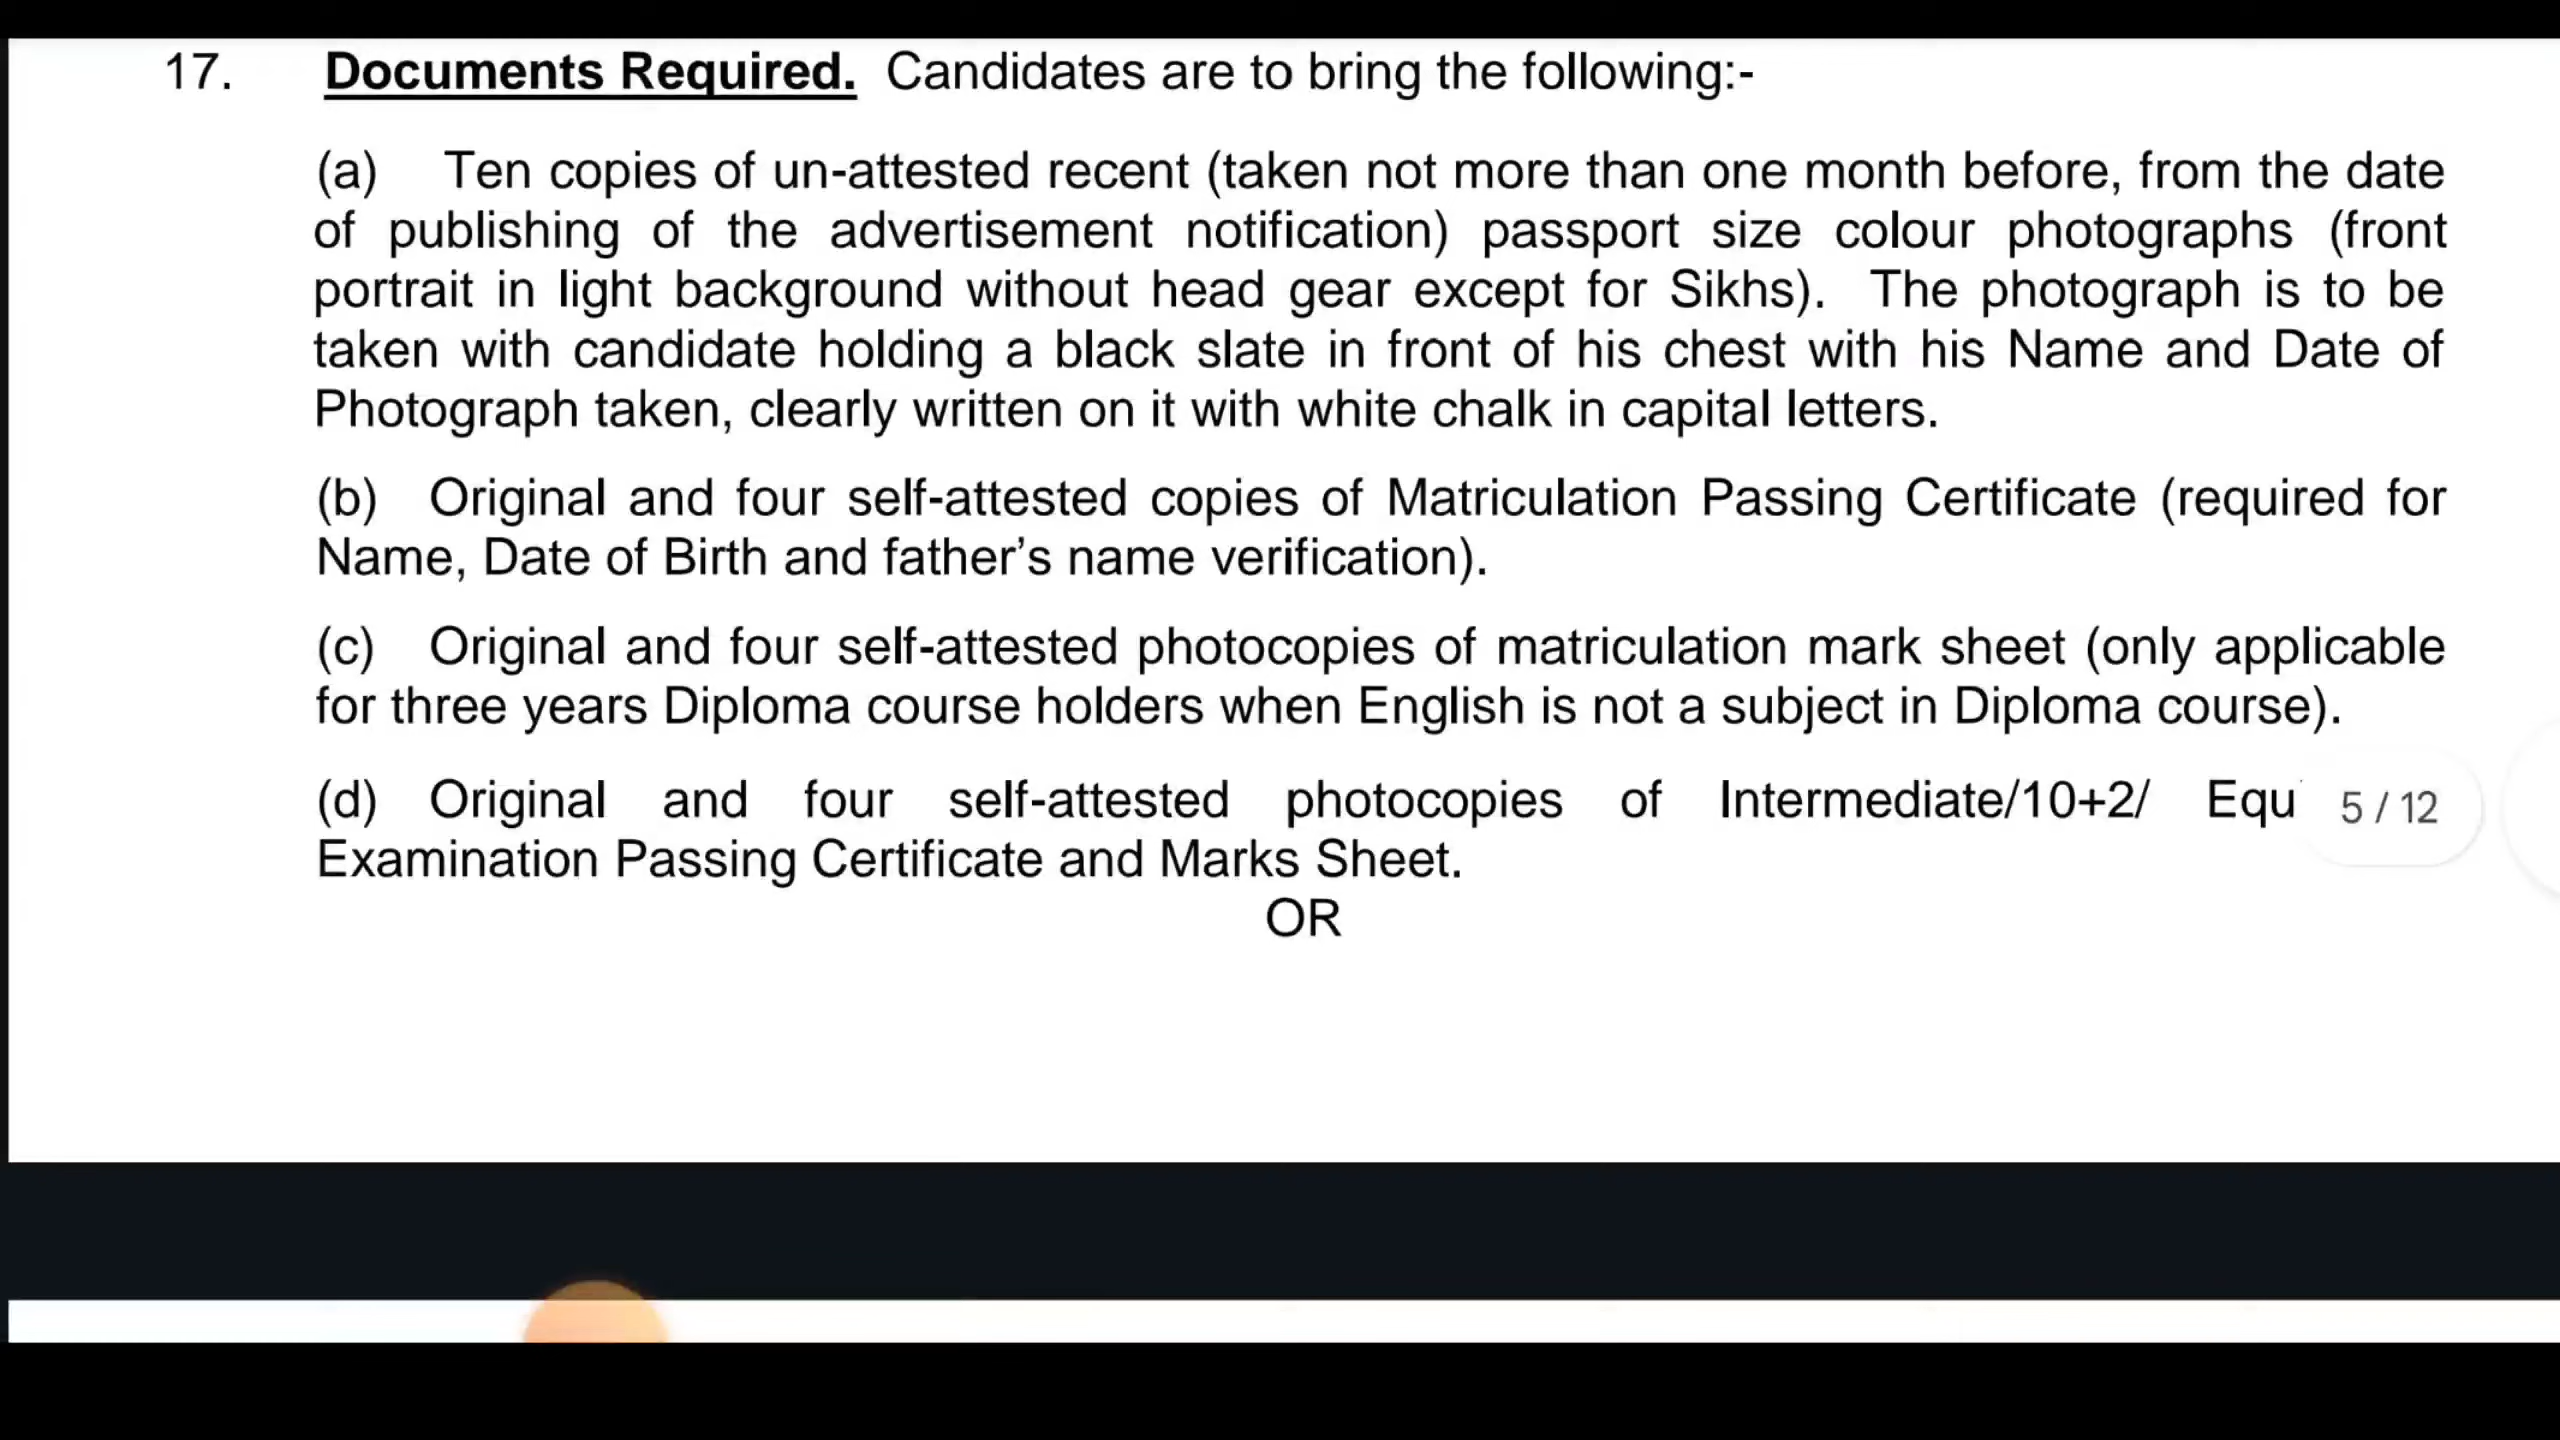 17. Documents Required. Candidates are to bring the following:-
(a) Ten copies of un-attested recent (taken not more than one month before, from the date
of publishing of the advertisement notification) passport size colour photographs (front
portrait in light background without head gear except for Sikhs). The photograph is to be
taken with candidate holding a black slate in front of his chest with his Name and Date of
Photograph taken, clearly written on it with white chalk in capital letters.
(b) Original and four self-attested copies of Matriculation Passing Certificate (required for
Name, Date of Birth and father's name verification).
(c) Original and four self-attested photocopies of matriculation mark sheet (only applicable
for three years Diploma course holders when English is not a subject in Diploma course).
(d) Original and four self-attested photocopies of Intermediate/10+2/
5 / 12
Examination Passing Certificate and Marks Sheet.
OR